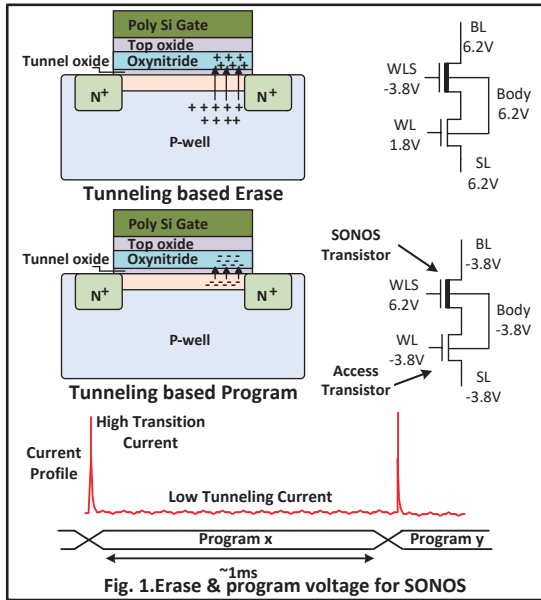 Poly Si Gate
Top oxide
Tunnel oxide
Oxynitride
+ + + +
+ + + +
N+
N+
+ + + + +
+ + + +
P-well
Tunneling based Erase
BL
6.2V
WLS
-3.8V
Body
6.2V
WL
1.8V
SL
6.2V
Poly Si Gate
Top oxide
Tunnel oxide
Oxynitride
N+
N+
P-well
Tunneling based Program
SONOS
Transistor
BL
-3.8V
WLS
6.2V
Body
-3.8V
WL
-3.8V
Access
Transistor
SL
-3.8V
High Transition
Current
Current
Profile
Low Tunneling Current
Program x
Program y
~1ms
Fig. 1.Erase & program voltage for SONOS